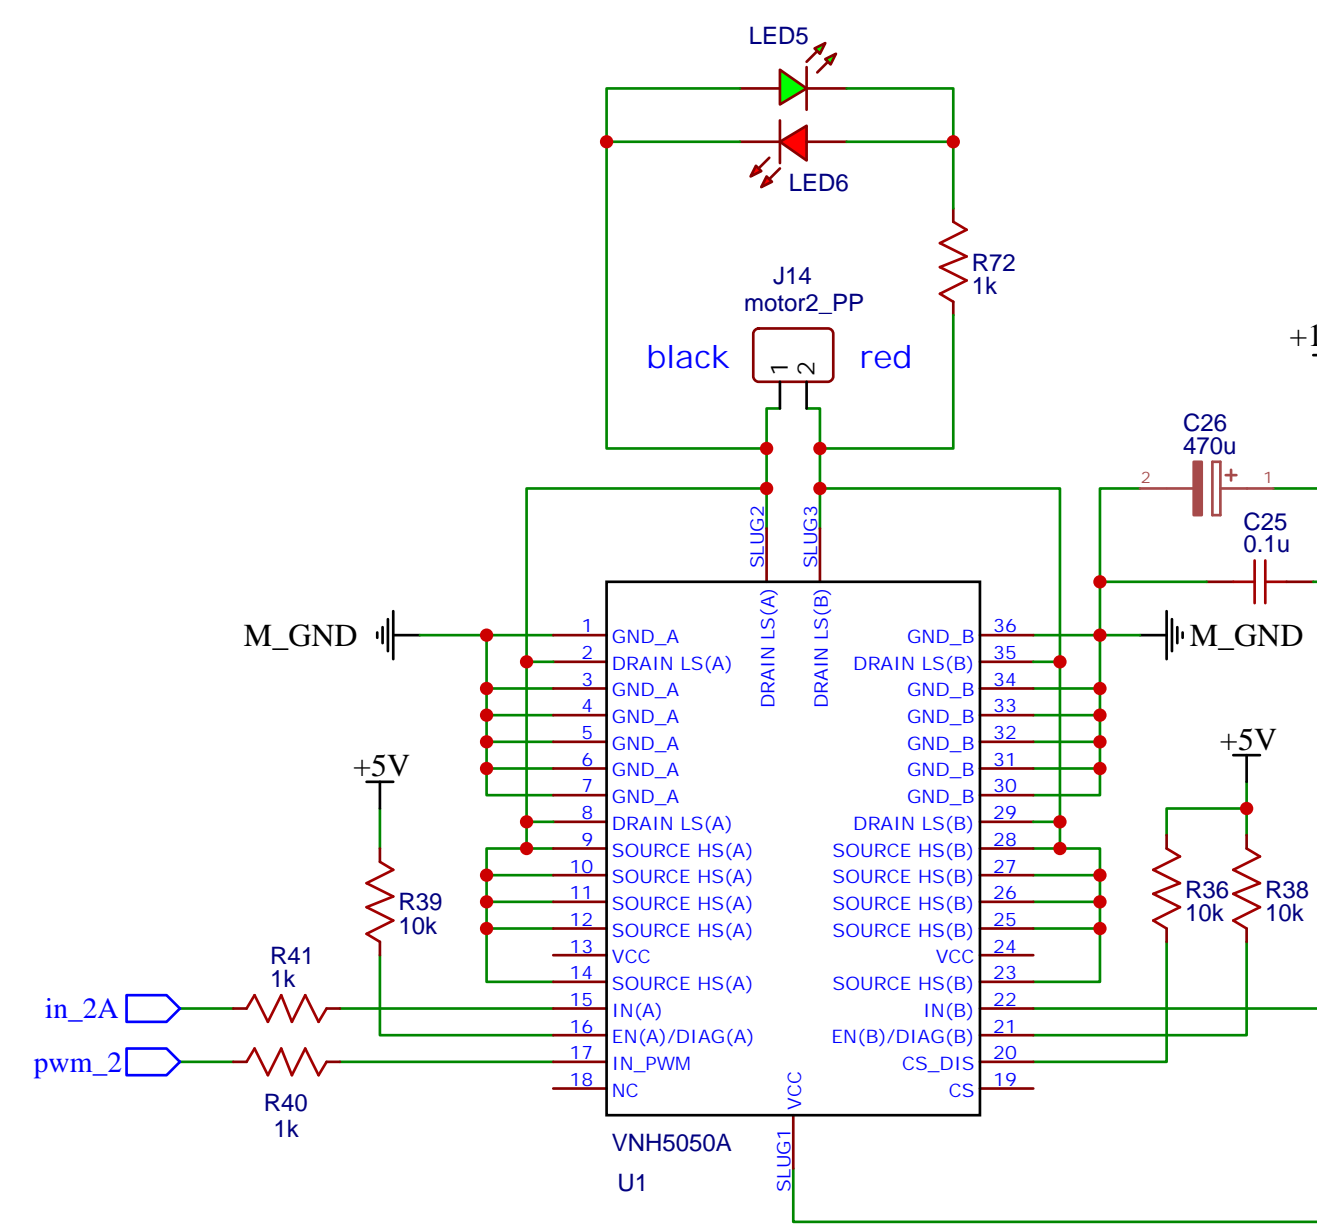 LED5
LED6
R72
1k
J14
motor2_PP
black
red
1
2
C26
470u
2
+
1
C25
0.1u
SLUG2
SLUG3
DRAIN LS(A)
DRAIN LS(B)
M_GND
M_GND
1 GND_A
2 DRAIN LS(A)
3 GND_A
4 GND_A
5 GND_A
6 GND_A
7 GND_A
8 DRAIN LS(A)
9 SOURCE HS(A)
10 SOURCE HS(A)
11 SOURCE HS(A)
12 SOURCE HS(A)
13 VCC
14 SOURCE HS(A)
15 IN(A)
16 EN(A)/DIAG(A)
17 IN_PWM
18 NC
GND_B 36
DRAIN LS(B) 35
GND_B 34
GND_B 33
GND_B 32
GND_B 31
GND_B 30
DRAIN LS(B) 29
SOURCE HS(B) 28
SOURCE HS(B) 27
SOURCE HS(B) 26
SOURCE HS(B) 25
VCC 24
SOURCE HS(B) 23
IN(B) 22
EN(B)/DIAG(B) 21
CS_DIS 20
CS 19
+5V
R39
10k
+5V
R36
10k
R38
10k
R41
1k
in_2A
pwm_2
R40
1k
VCC
SLUG1
VNH5050A
U1